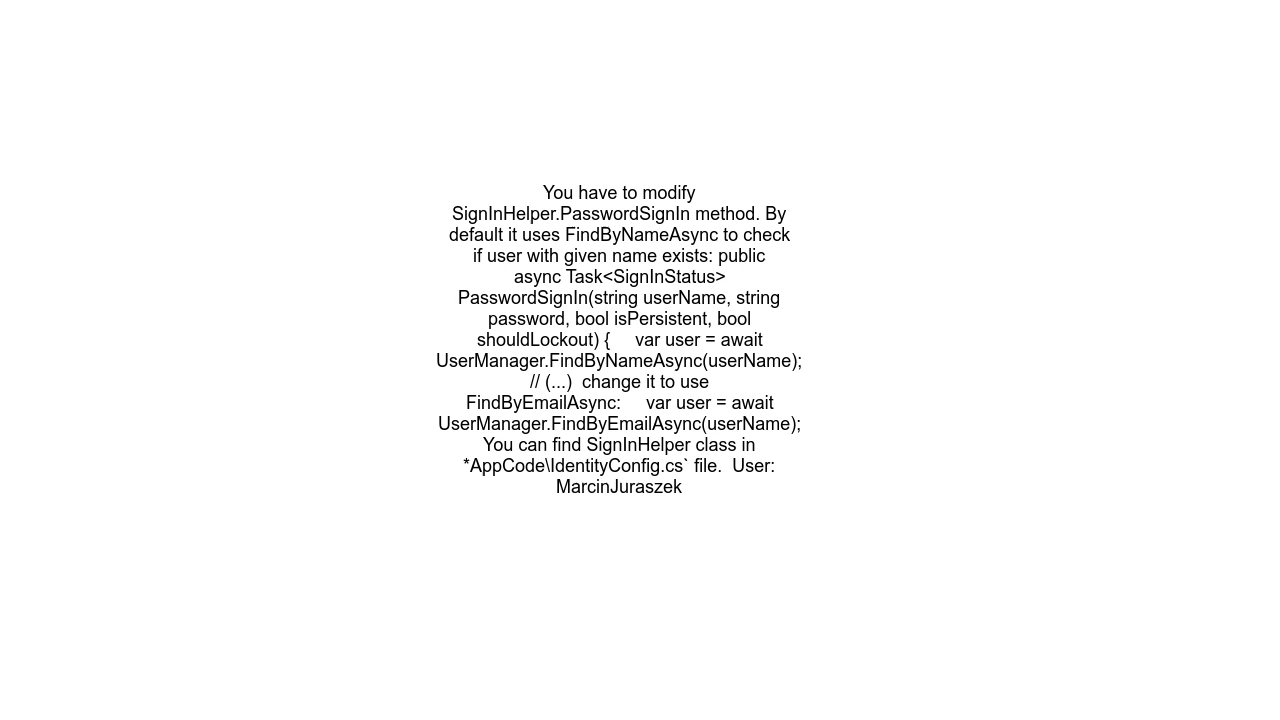 You have to modify
SignInHelper.PasswordSignIn method. By
default it uses FindByNameAsync to check
if user with given name exists: public
async Task<SignInStatus>
PasswordSignIn(string userName, string
password, bool isPersistent, bool
shouldLockout) {     var user = await
UserManager.FindByNameAsync(userName);
// (...)  change it to use
FindByEmailAsync:     var user = await
UserManager.FindByEmailAsync(userName);
You can find SignInHelper class in
*AppCode\IdentityConfig.cs` file.  User:
MarcinJuraszek